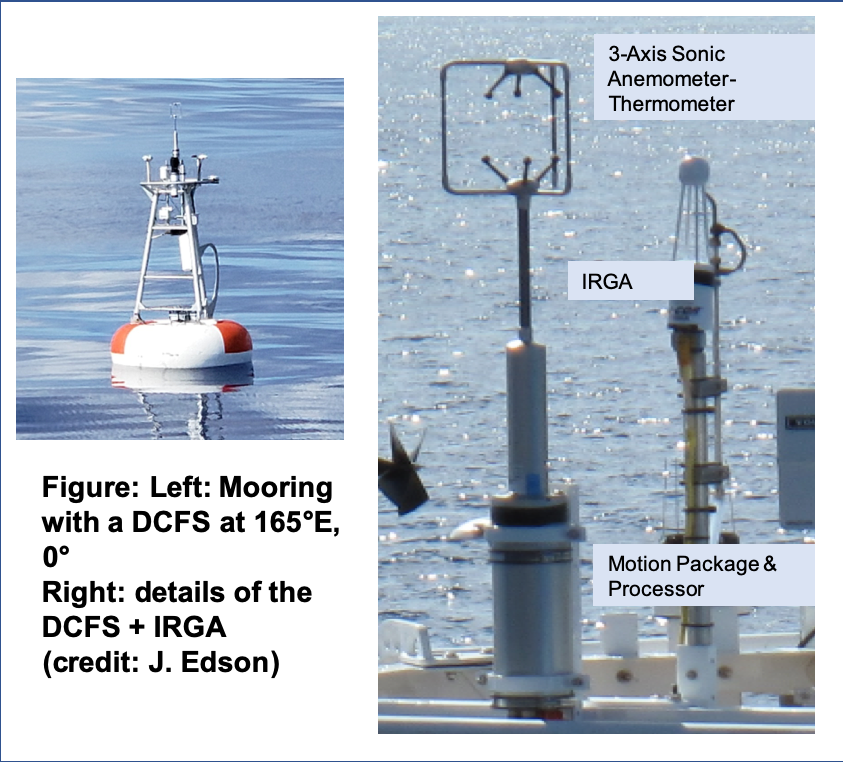 3-Axis Sonic
Anemometer-
Thermometer
IRGA
Motion Package &
Processor
Figure: Left: Mooring
with a DCFS at 165°E,
0°
Right: details of the
DCFS + IRGA
(credit: J. Edson)